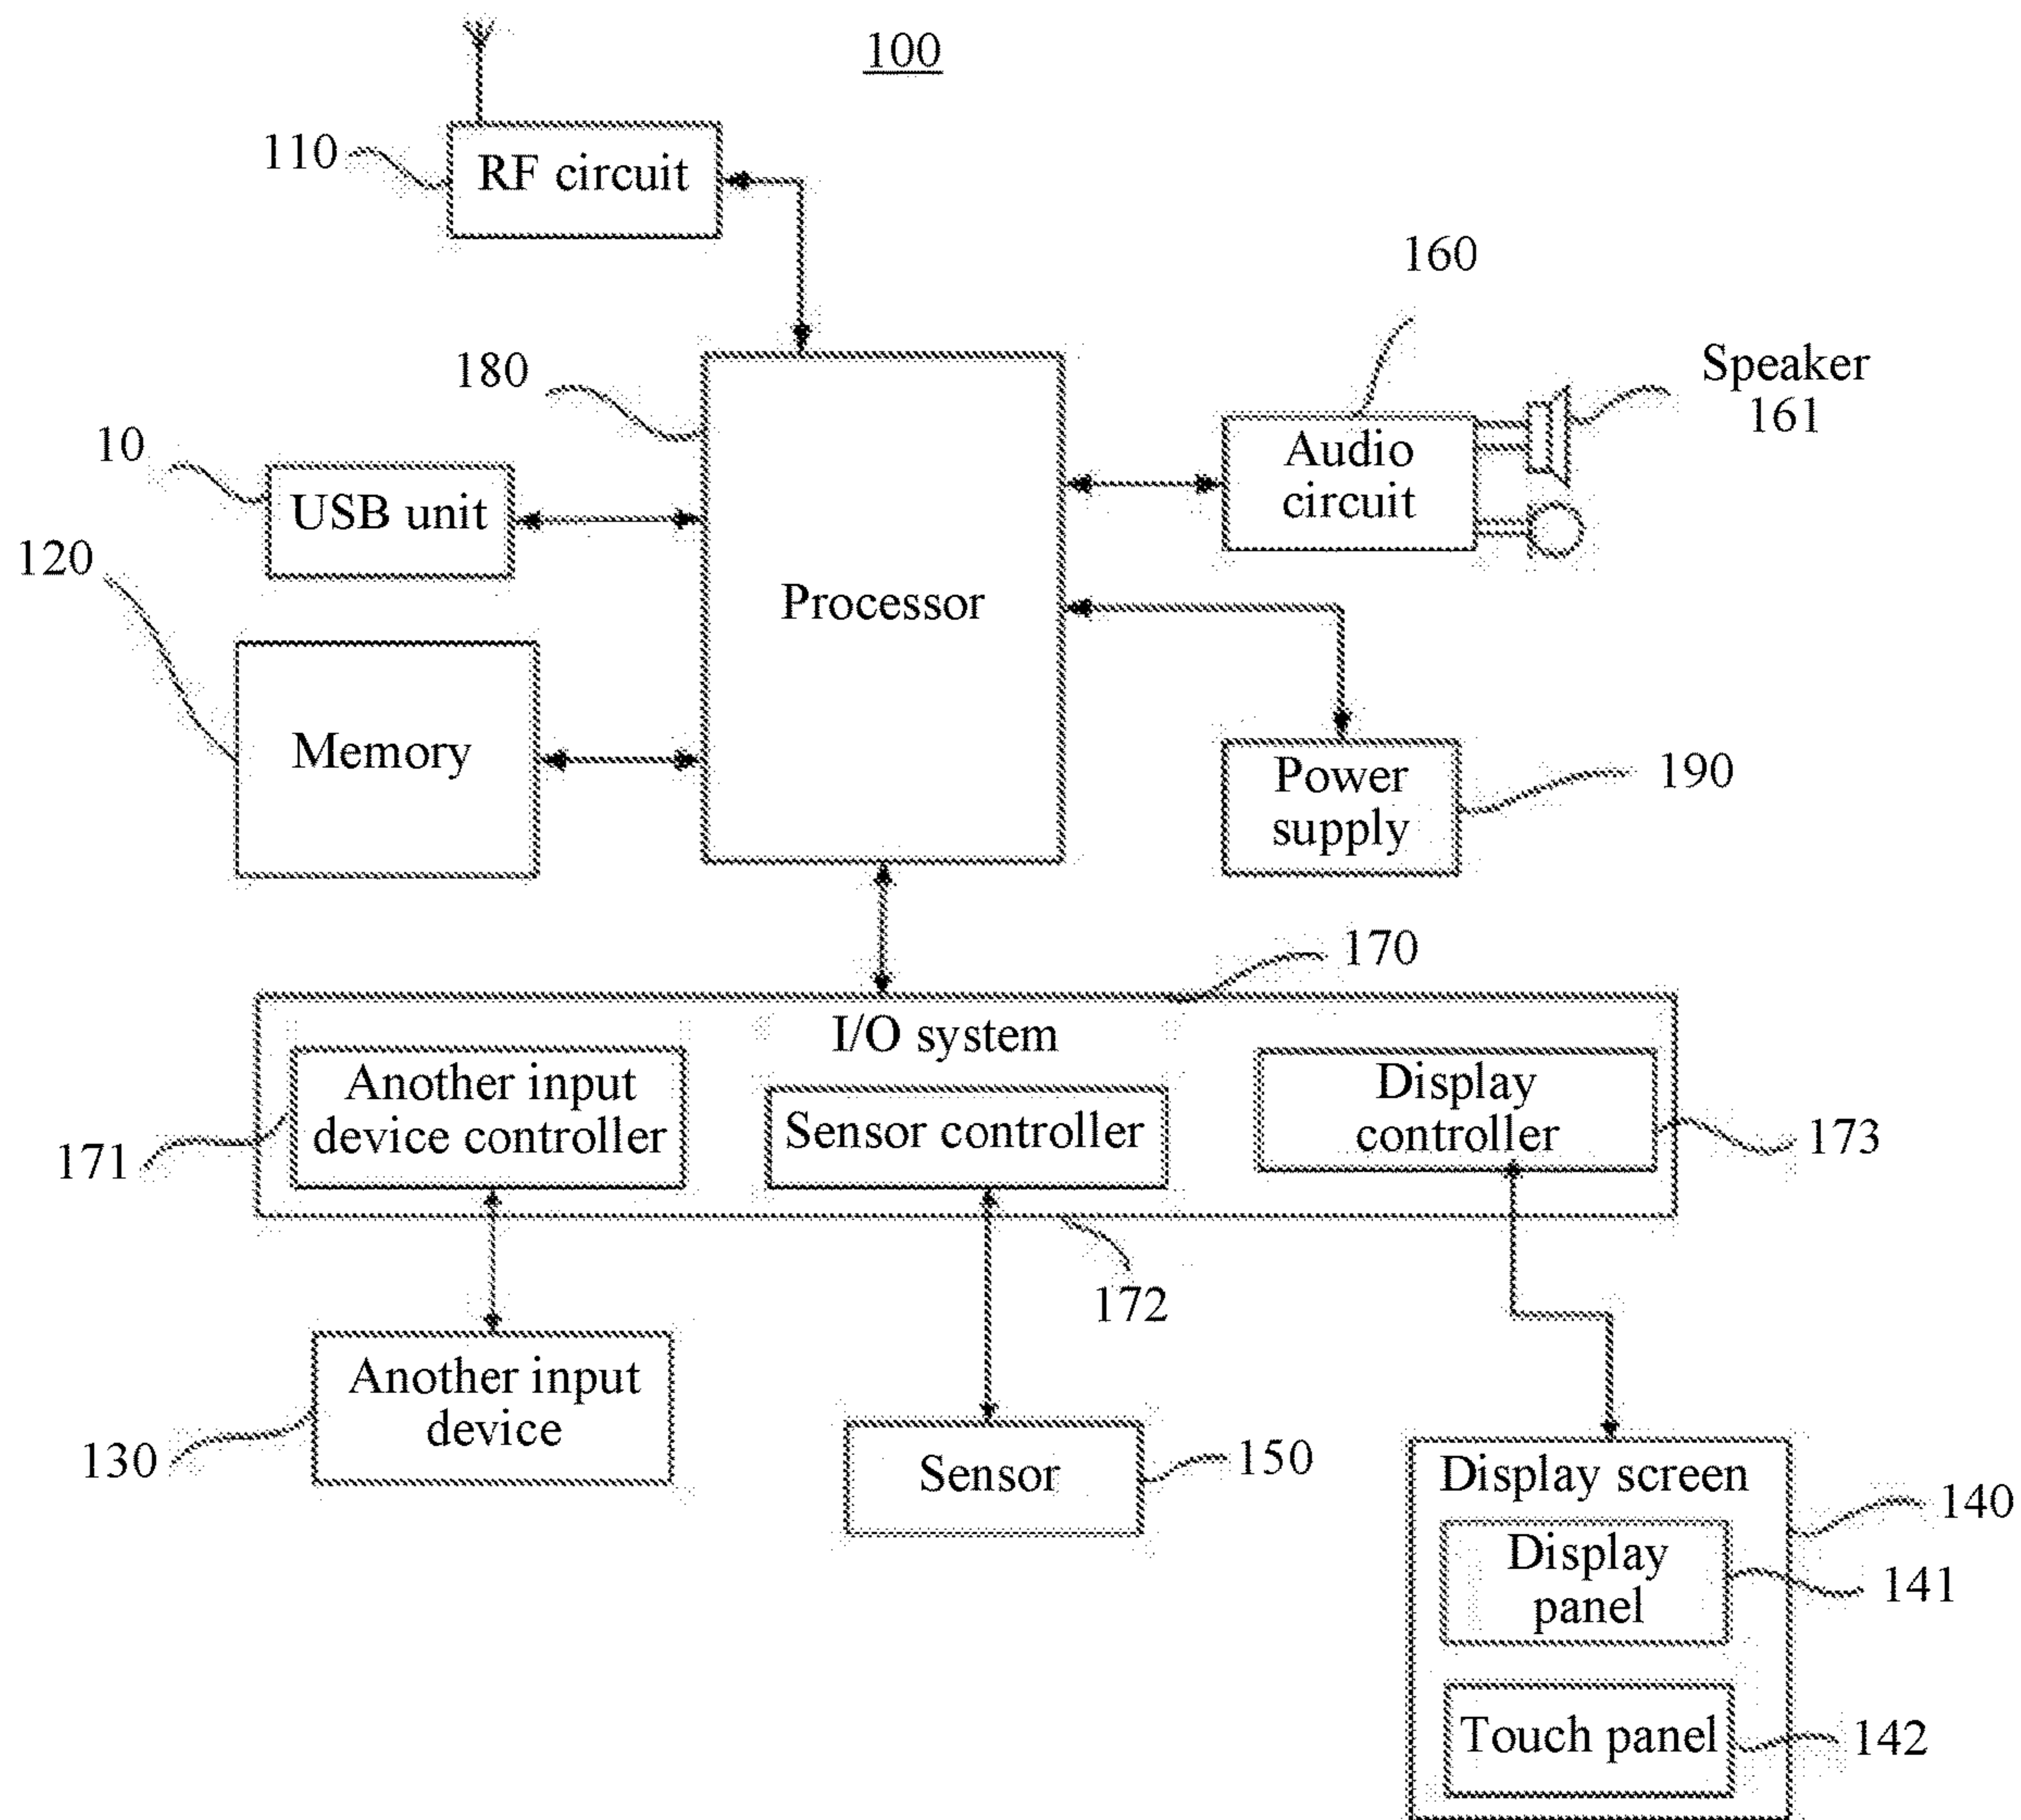 100
110
RF circuit
160
180
Speaker
161
10
USB unit
Audio
circuit
120
Processor
Memory
Power
supply
190
170
I/O system
Another input
device controller
Sensor controller
Display
controller
171
173
172
Another input
device
130
Sensor
150
Display screen
140
Display
panel
141
Touch panel
142